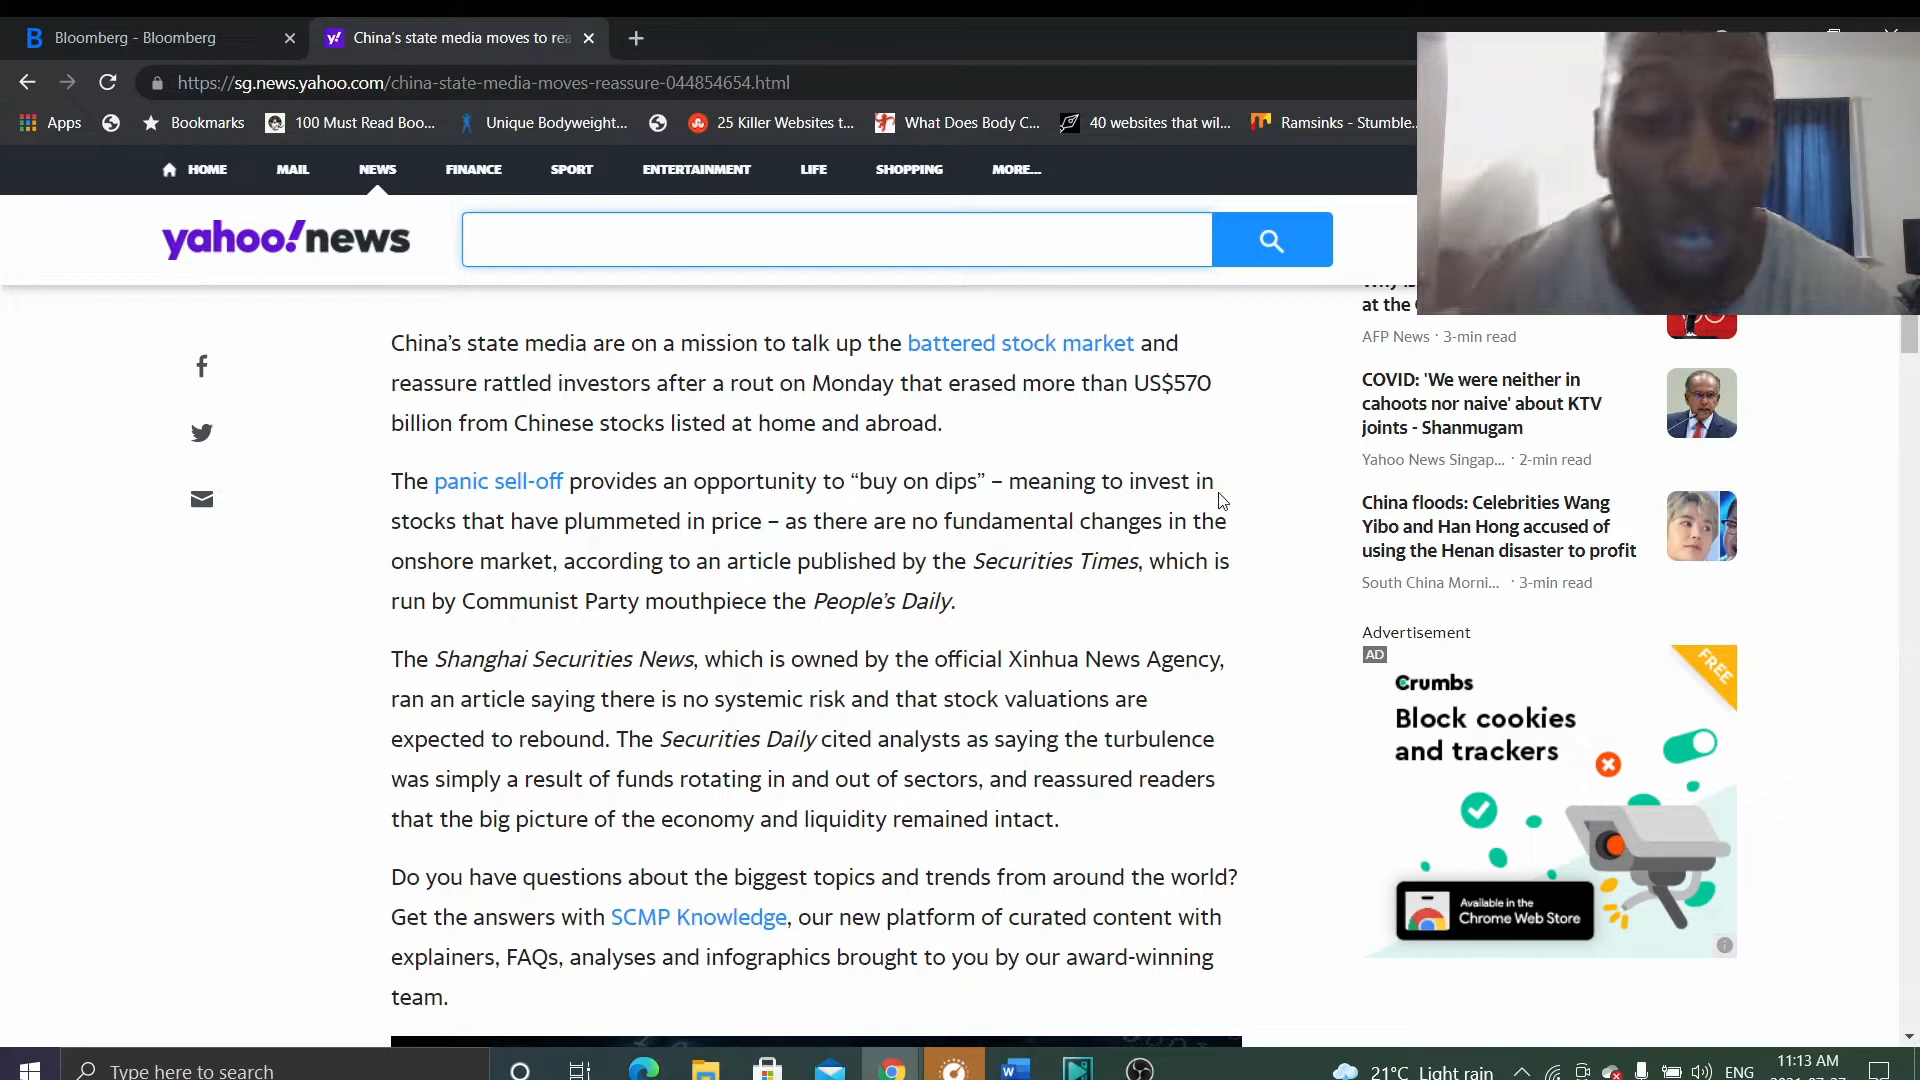 B Bloomberg - Bloomberg
y! China's state media moves to rea
https://sg.news.yahoo.com/china-state-media-moves-reassure-044854654.html
Apps
Bookmarks
100 Must Read Boo...
Unique Bodyweight...
25 Killer Websites t...
What Does Body C...
40 websites that wil...
Ramsinks - Stumble...
HOME
MAIL
NEWS
FINANCE
SPORT
ENTERTAINMENT
LIFE
SHOPPING
MORE...
yahoo!news
China's state media are on a mission to talk up the battered stock market and
reassure rattled investors after a rout on Monday that erased more than US$570
billion from Chinese stocks listed at home and abroad.
The panic sell-off provides an opportunity to “buy on dips” – meaning to invest in
stocks that have plummeted in price – as there are no fundamental changes in the
onshore market, according to an article published by the Securities Times, which is
run by Communist Party mouthpiece the People's Daily.
The Shanghai Securities News, which is owned by the official Xinhua News Agency,
ran an article saying there is no systemic risk and that stock valuations are
expected to rebound. The Securities Daily cited analysts as saying the turbulence
was simply a result of funds rotating in and out of sectors, and reassured readers
that the big picture of the economy and liquidity remained intact.
Do you have questions about the biggest topics and trends from around the world?
Get the answers with SCMP Knowledge, our new platform of curated content with
explainers, FAQs, analyses and infographics brought to you by our award-winning
team.
at the
AFP News · 3-min read
COVID: 'We were neither in
cahoots nor naive' about KTV
joints - Shanmugam
Yahoo News Singap... · 2-min read
China floods: Celebrities Wang
Yibo and Han Hong accused of
using the Henan disaster to profit
South China Morni... · 3-min read
Advertisement
AD
FREE
Crumbs
Block cookies
and trackers
Available in the
Chrome Web Store
Type here to search
21°C Light rain
ENG
11:13 AM